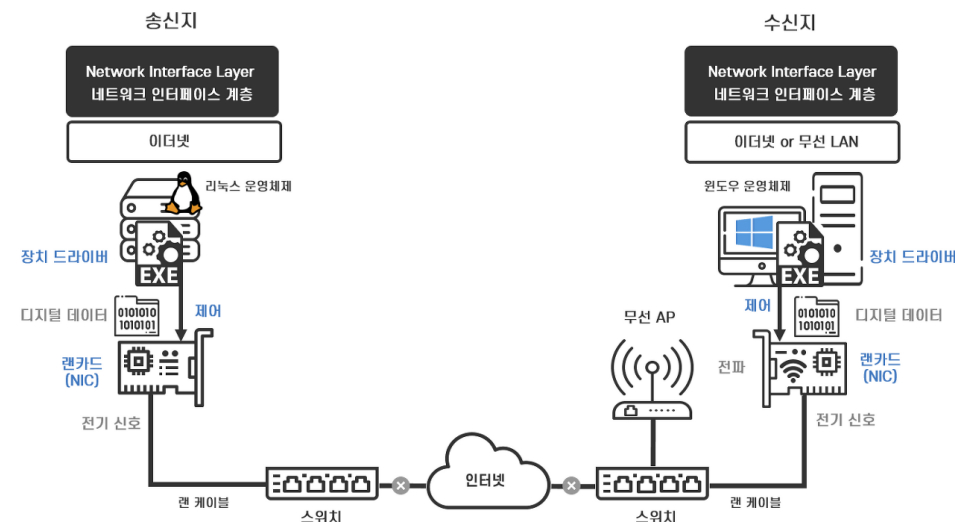 송신지
수신지
Network Interface Layer
네트워크 인터페이스 계층
Network Interface Layer
네트워크 인터페이스 계층
이더넷
이더넷 or 무선 LAN
리눅스 운영체제
윈도우 운영체제
장치 드라이버
EXE
EXE
장치 드라이버
디지털 데이터
0101010
1010101
제어
무선 AP
제어
0101010
1010101
디지털 데이터
랜카드
(NIC)
전파
랜카드
(NIC)
전기 신호
전기 신호
인터넷
랜 케이블
스위치
스위치
랜 케이블